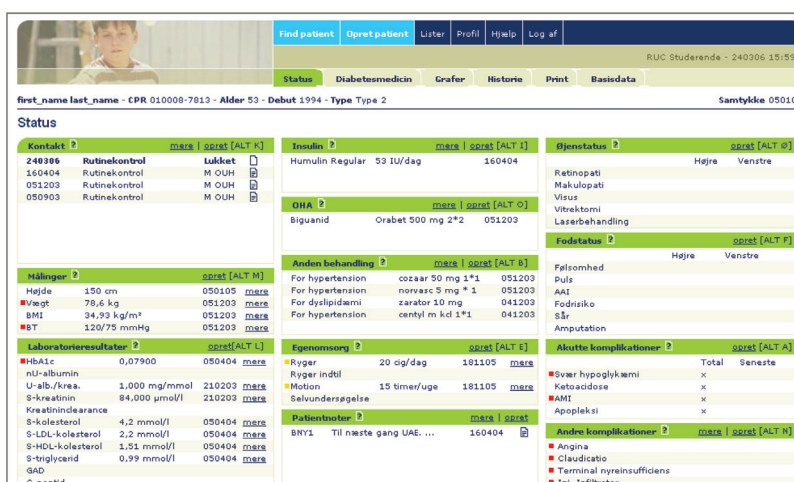 Find patient Opret patient Lister Profil Hjælp Log af
RUC Studerende - 240306 15:59
Status Diabetesmedicin Grafer Historie Print Basisdata
first_name last_name - CPR 010008-7813 - Alder 53 - Debut 1994 - Type Type 2 Samtykke 05010
Status
Kontakt ? mere | opret [ALT K]
240306 Rutinekontrol Lukket
160404 Rutinekontrol M OUH
051203 Rutinekontrol M OUH
050903 Rutinekontrol M OUH
Målinger ? opret [ALT M]
Højde 150 cm 050105 mere
Vægt 78,6 kg 051203 mere
BMI 34,93 kg/m² 051203 mere
BT 120/75 mmHg 051203 mere
Laboratorieresultater ? opret[ALT L]
HbA1c 0,07900 050404 mere
nU-albumin
U-alb./krea. 1,000 mg/mmol 210203 mere
S-kreatinin 84,000 µmol/l 210203 mere
Kreatininclearance
S-kolesterol 4,2 mmol/l 050404 mere
S-LDL-kolesterol 2,2 mmol/l 050404 mere
S-HDL-kolesterol 1,51 mmol/l 050404 mere
S-triglycerid 0,99 mmol/l 050404 mere
GAD
Insulin ? mere | opret [ALT I]
Humulin Regular 53 IU/dag 160404
OHA ? mere | opret [ALT O]
Biguanid Orabet 500 mg 2*2 051203
Anden behandling ? mere | opret [ALT B]
For hypertension cozaar 50 mg 1*1 051203
For hypertension norvasc 5 mg * 1 051203
For dyslipidæmi zarator 10 mg 041203
For hypertension centyl m kd 1*1 041203
Egenomsorg ? opret [ALT E]
Ryger 20 cig/dag 181105 mere
Ryger indtil
Motion 15 timer/uge 181105 mere
Selvundersøgelse
Patientnoter ? mere | opret
BNY1 Til næste gang UAE. ... 160404
Øjenstatus ? opret [ALT Ø]
Højre Venstre
Retinopati
Makulopati
Visus
Vitrektomi
Laserbehandling
Fodstatus ? opret [ALT F]
Højre Venstre
Følsomhed
Puls
AAI
Fodrisiko
Sår
Amputation
Akutte komplikationer ? opret [ALT A]
Total Seneste
Svær hypoglykæmi x
Ketoacidose x
AMI x
Apopleksi x
Andre komplikationer ? mere | opret [ALT N]
Angina
Claudicatio
Terminal nyreinsufficiens